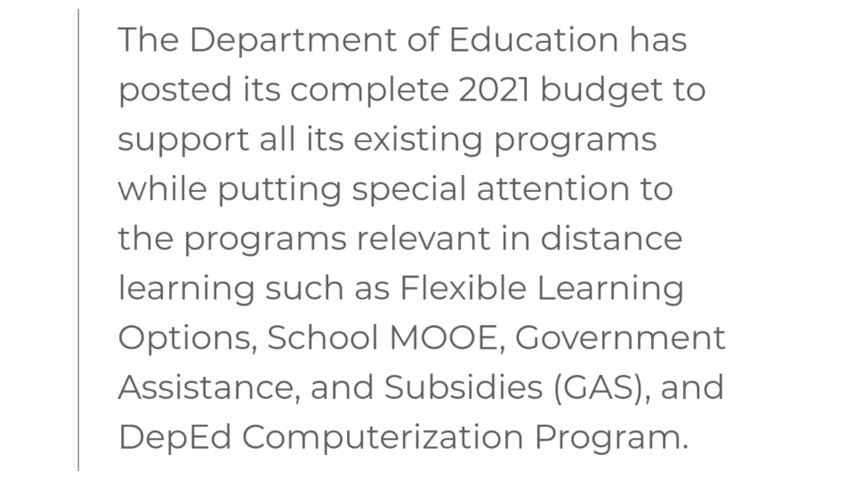 The Department of Education has
posted its complete 2021 budget to
support all its existing programs
while putting special attention to
the programs relevant in distance
learning such as Flexible Learning
Options, School MOOE, Government
Assistance, and Subsidies (GAS), and
DepEd Computerization Program.